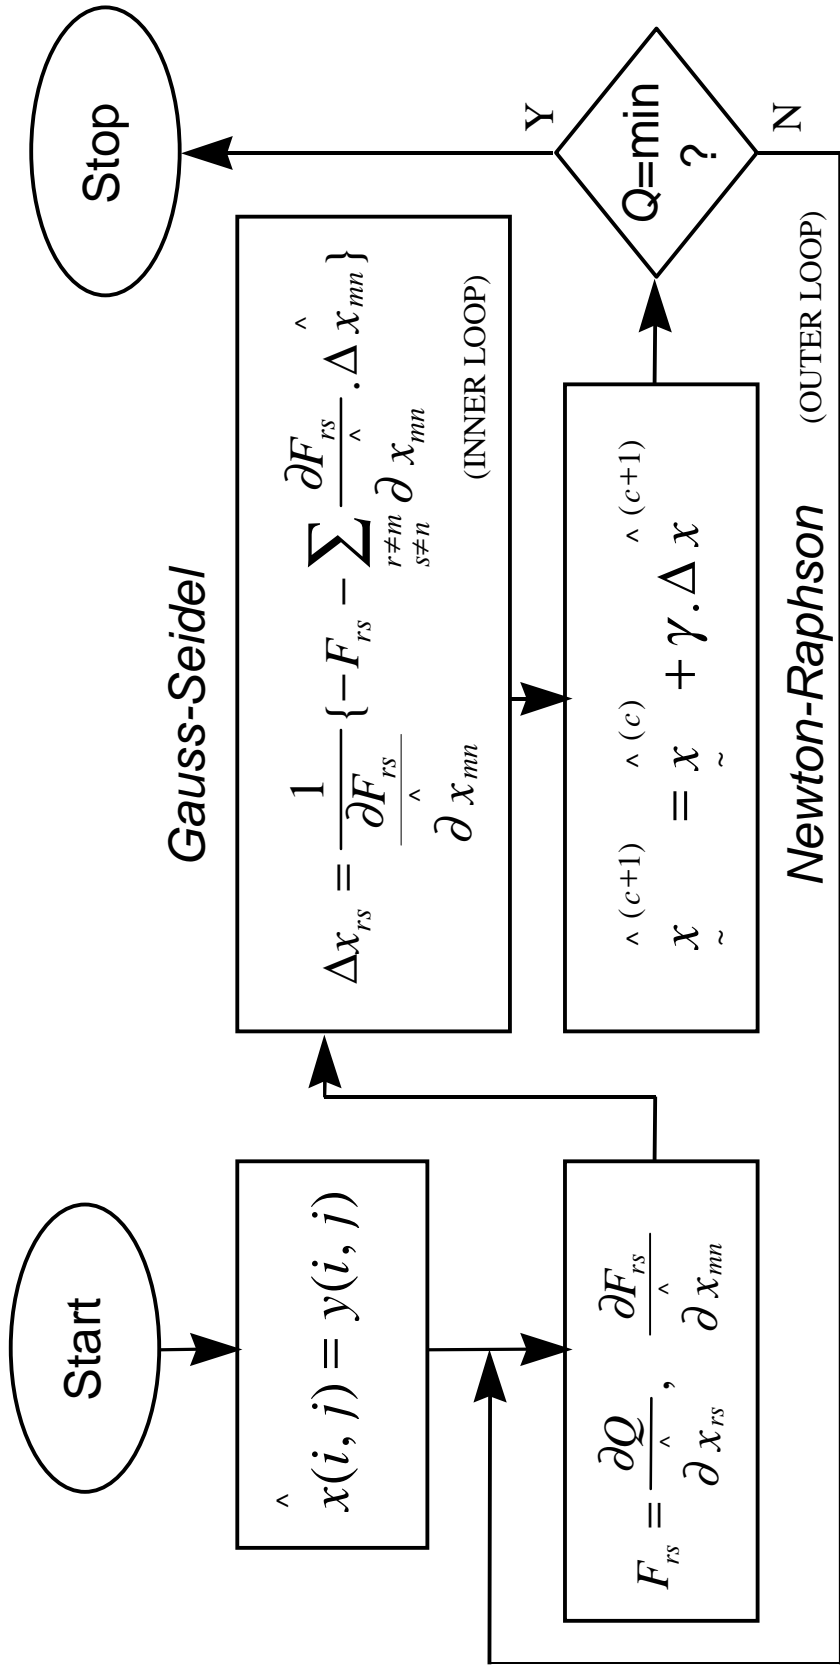 Start
x̂(i, j) = y(i, j)
F_rs = ∂Q / ∂x̂_rs , ∂F_rs / ∂x̂_mn
Gauss-Seidel
Δx_rs = 1 / (∂F_rs / ∂x̂_mn) {−F_rs − ∑_{r≠m s≠n} ∂F_rs / ∂x̂_mn . Δx̂_mn}
(INNER LOOP)
x̰̂^(c+1) = x̰̂^(c) + γ.Δx̂^(c+1)
Newton-Raphson
(OUTER LOOP)
Q=min
?
Y
N
Stop